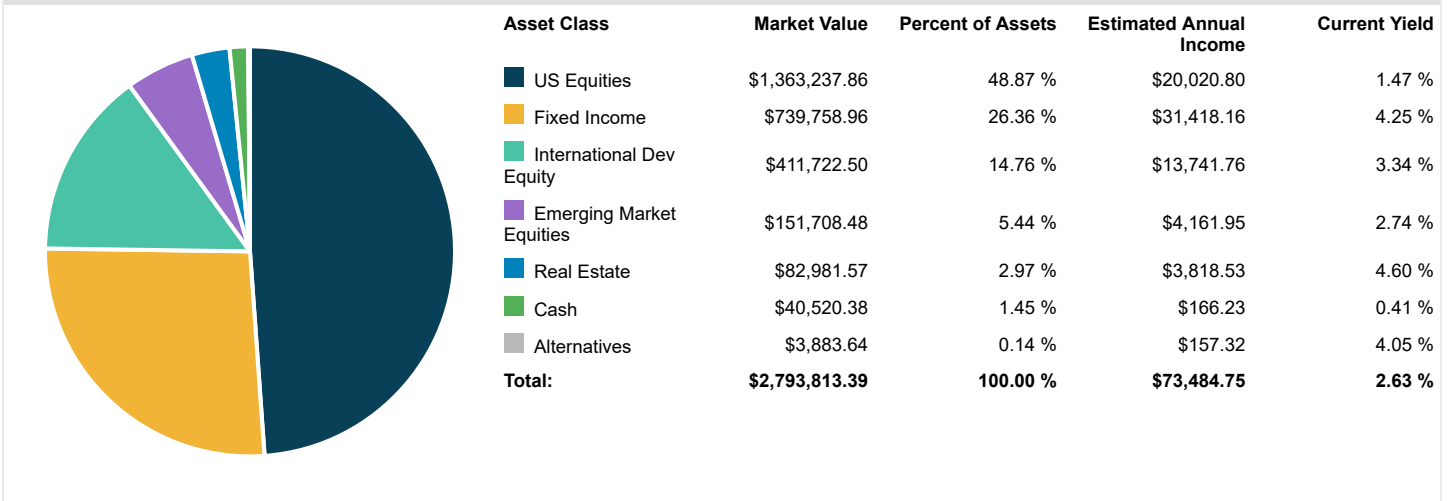 Asset Class Market Value Percent of Assets Estimated Annual Income Current Yield
US Equities $1,363,237.86 48.87 % $20,020.80 1.47 %
Fixed Income $739,758.96 26.36 % $31,418.16 4.25 %
International Dev Equity $411,722.50 14.76 % $13,741.76 3.34 %
Emerging Market Equities $151,708.48 5.44 % $4,161.95 2.74 %
Real Estate $82,981.57 2.97 % $3,818.53 4.60 %
Cash $40,520.38 1.45 % $166.23 0.41 %
Alternatives $3,883.64 0.14 % $157.32 4.05 %
Total: $2,793,813.39 100.00 % $73,484.75 2.63 %